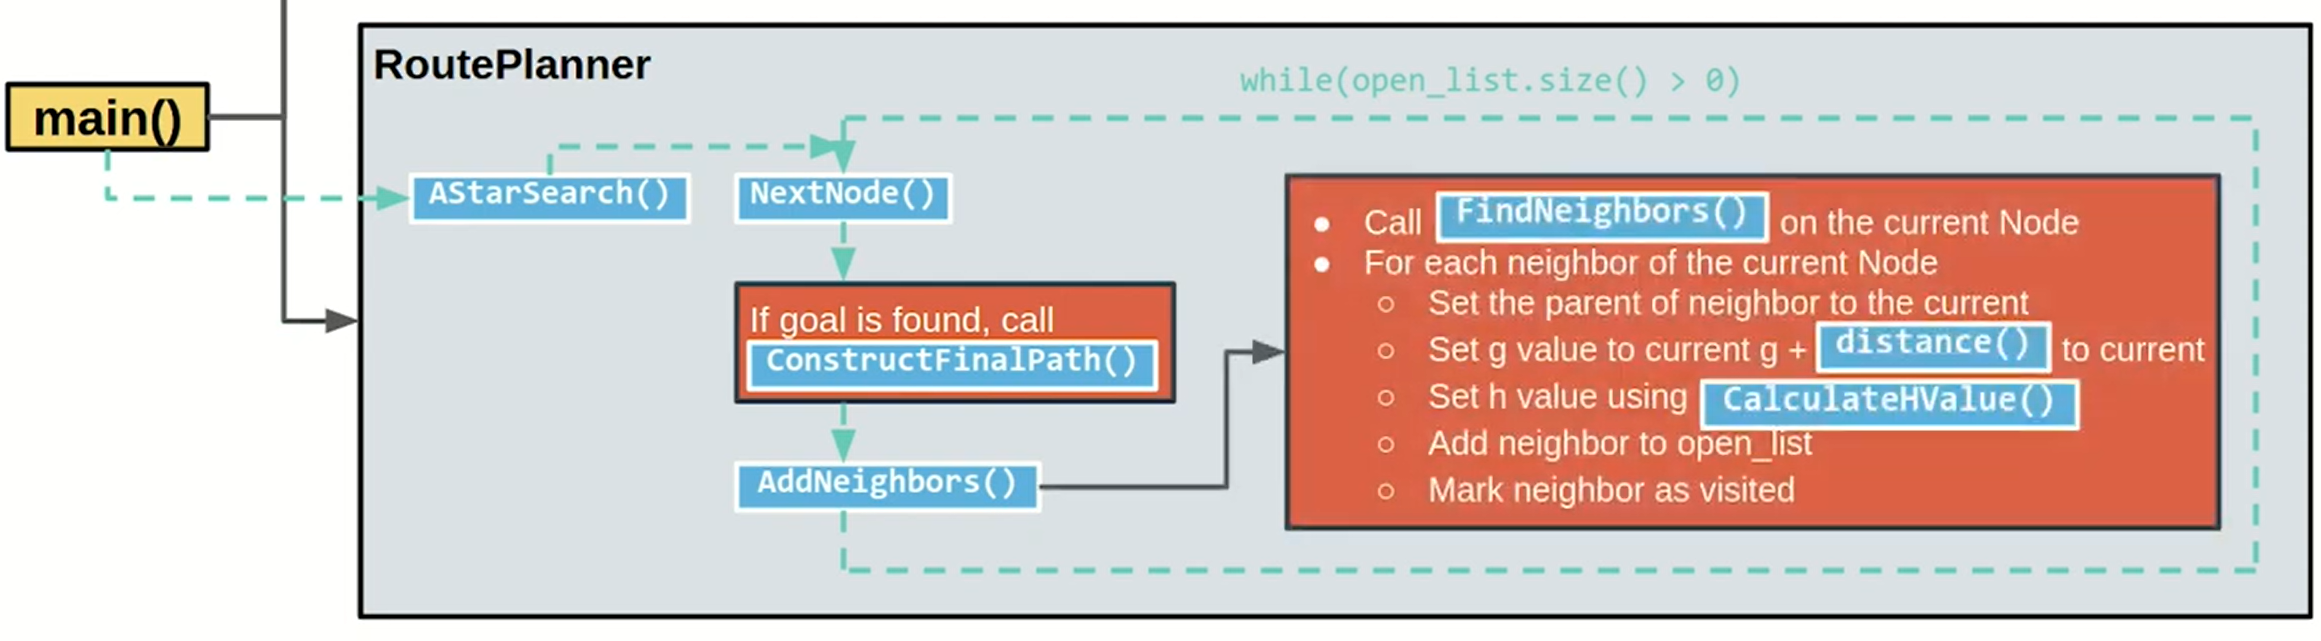 RoutePlanner
while(open_list.size() > 0)
main()
AStarSearch()
NextNode()
If goal is found, call
ConstructFinalPath()
AddNeighbors()
● Call FindNeighbors() on the current Node
● For each neighbor of the current Node
○ Set the parent of neighbor to the current
○ Set g value to current g + distance() to current
○ Set h value using CalculateHValue()
○ Add neighbor to open_list
○ Mark neighbor as visited